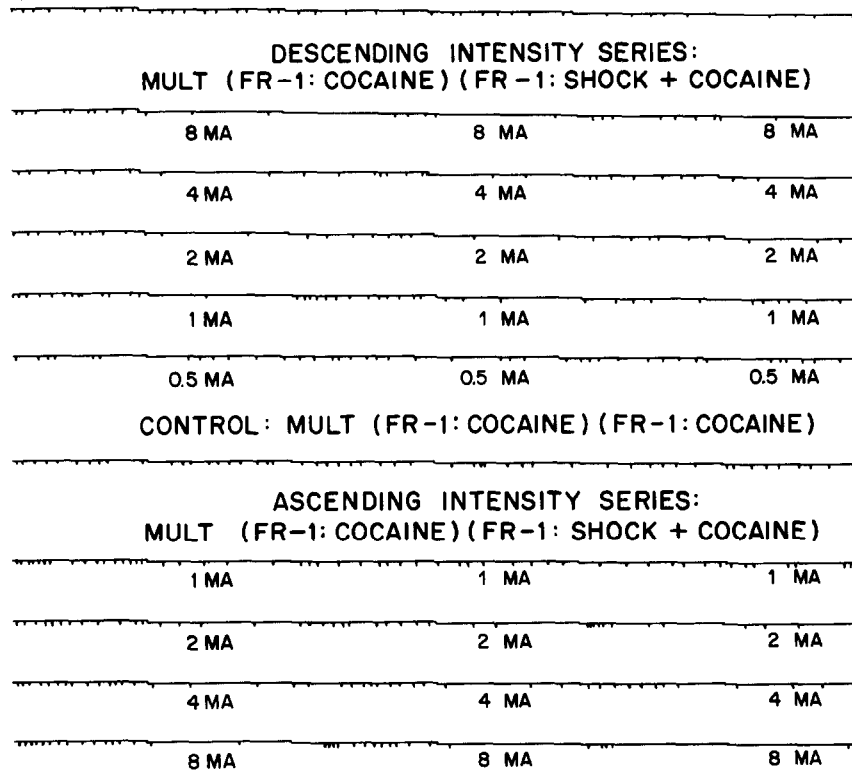 DESCENDING INTENSITY SERIES:
MULT (FR-1: COCAINE) (FR-1: SHOCK + COCAINE)
8 MA 8 MA 8 MA
4 MA 4 MA 4 MA
2 MA 2 MA 2 MA
1 MA 1 MA 1 MA
0.5 MA 0.5 MA 0.5 MA
CONTROL: MULT (FR-1: COCAINE) (FR-1: COCAINE)
ASCENDING INTENSITY SERIES:
MULT (FR-1: COCAINE) (FR-1: SHOCK + COCAINE)
1 MA 1 MA 1 MA
2 MA 2 MA 2 MA
4 MA 4 MA 4 MA
8 MA 8 MA 8 MA